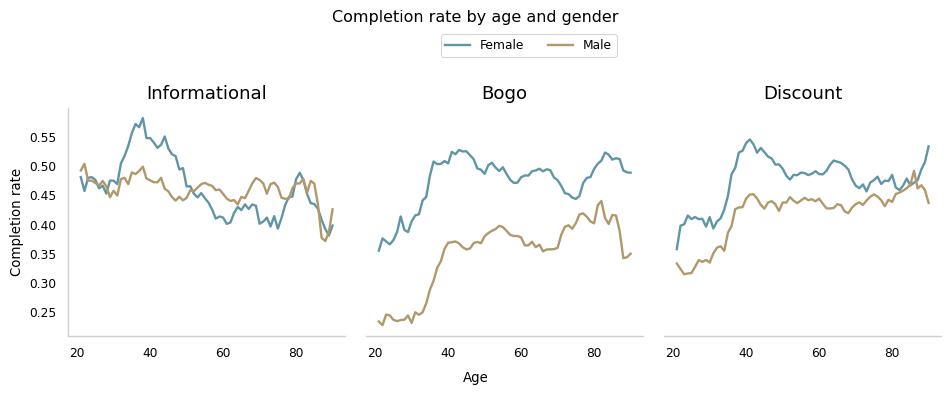 Completion rate by age and gender
Female Male
Informational Bogo Discount
0.55
0.50
0.45
0.40
0.35
0.30
0.25
Completion rate
20 40 60 80 20 40 60 80 20 40 60 80
Age